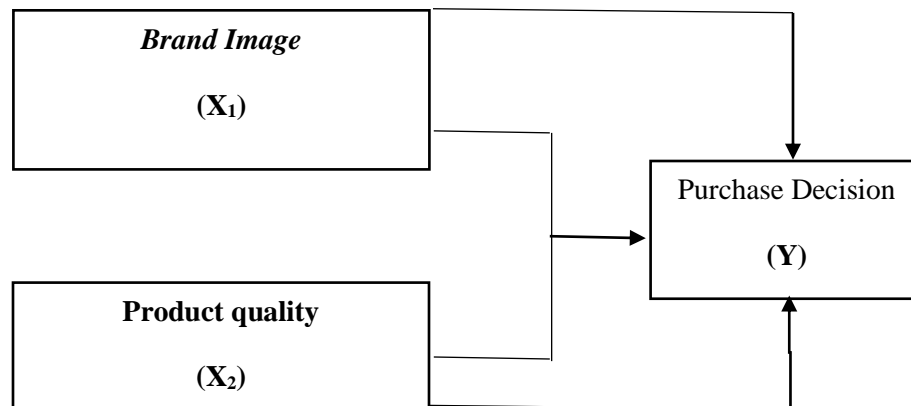 Brand Image
(X₁)
Purchase Decision
(Y)
Product quality
(X₂)